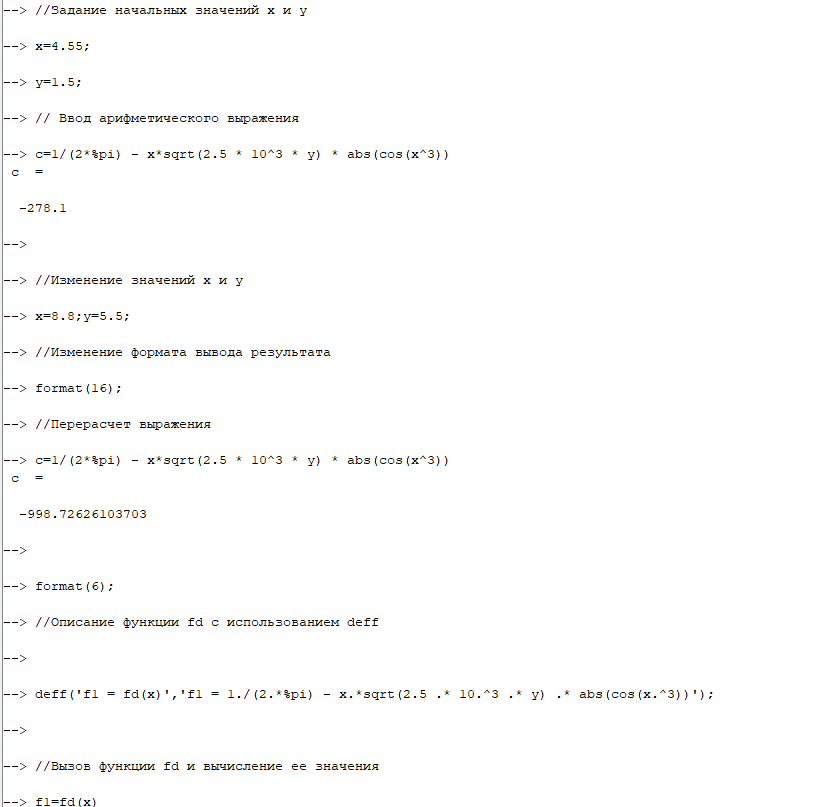 --> //Задание начальных значений x и y
--> x=4.55;
--> y=1.5;
--> // Ввод арифметического выражения
--> c=1/(2*%pi) - x*sqrt(2.5 * 10^3 * y) * abs(cos(x^3))
c =
-278.1
-->
--> //Изменение значений x и y
--> x=8.8;y=5.5;
--> //Изменение формата вывода результата
--> format(16);
--> //Перерасчет выражения
--> c=1/(2*%pi) - x*sqrt(2.5 * 10^3 * y) * abs(cos(x^3))
c =
-998.72626103703
-->
--> format(6);
--> //Описание функции fd с использованием deff
-->
--> deff('f1 = fd(x)','f1 = 1./(2.*%pi) - x.*sqrt(2.5 .* 10.^3 .* y) .* abs(cos(x.^3))');
-->
--> //Вызов функции fd и вычисление ее значения
--> f1=fd(x)